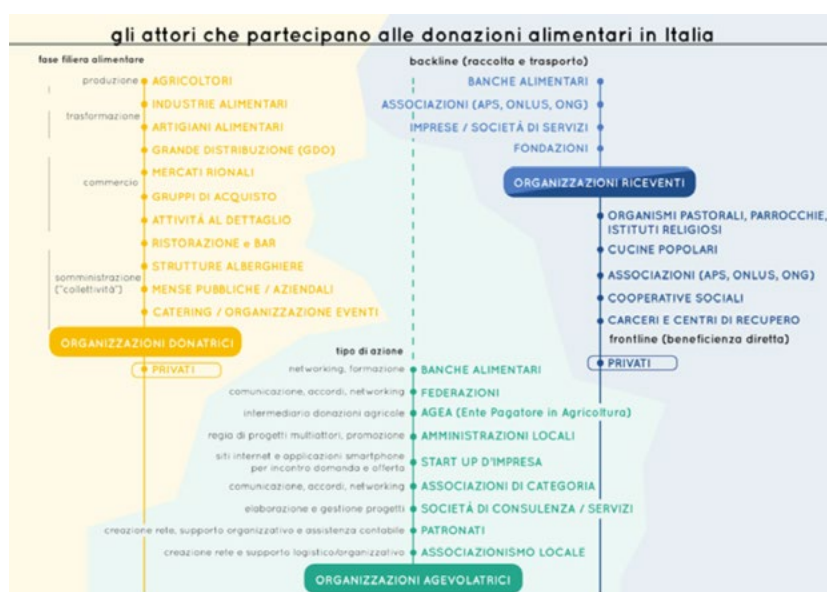 gli attori che partecipano alle donazioni alimentari in Italia
fase filiera alimentare
produzione
AGRICOLTORI
INDUSTRIE ALIMENTARI
trasformazione
ARTIGIANI ALIMENTARI
GRANDE DISTRIBUZIONE (GDO)
MERCATI RIONALI
commercio
GRUPPI DI ACQUISTO
ATTIVITÀ AL DETTAGLIO
RISTORAZIONE e BAR
STRUTTURE ALBERGHIERE
somministrazione
("collettività")
MENSE PUBBLICHE / AZIENDALI
CATERING / ORGANIZZAZIONE EVENTI
ORGANIZZAZIONI DONATRICI
PRIVATI
backline (raccolta e trasporto)
BANCHE ALIMENTARI
ASSOCIAZIONI (APS, ONLUS, ONG)
IMPRESE / SOCIETÀ DI SERVIZI
FONDAZIONI
ORGANIZZAZIONI RICEVENTI
ORGANISMI PASTORALI, PARROCCHIE,
ISTITUTI RELIGIOSI
CUCINE POPOLARI
ASSOCIAZIONI (APS, ONLUS, ONG)
COOPERATIVE SOCIALI
CARCERI E CENTRI DI RECUPERO
frontline (beneficienza diretta)
PRIVATI
tipo di azione
networking, formazione
BANCHE ALIMENTARI
comunicazione, accordi, networking
FEDERAZIONI
intermediario donazioni agricole
AGEA (Ente Pagatore in Agricoltura)
regia di progetti multiattori, promozione
AMMINISTRAZIONI LOCALI
siti internet e applicazioni smartphone
per incontro domanda e offerta
START UP D'IMPRESA
comunicazione, accordi, networking
ASSOCIAZIONI DI CATEGORIA
elaborazione e gestione progetti
SOCIETÀ DI CONSULENZA / SERVIZI
creazione rete, supporto organizzativo e assistenza contabile
PATRONATI
creazione rete e supporto logistico/organizzativo
ASSOCIAZIONISMO LOCALE
ORGANIZZAZIONI AGEVOLATRICI